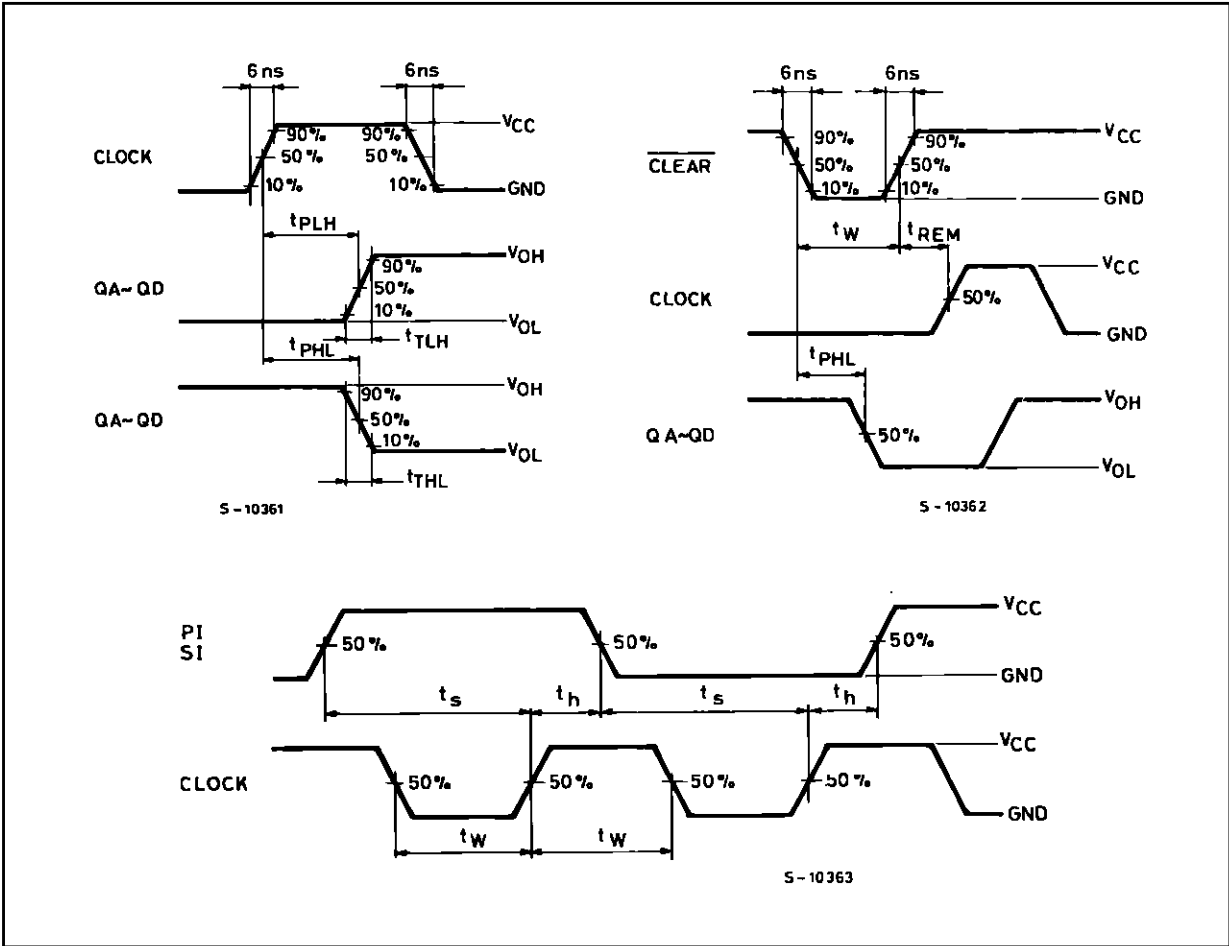 6ns 6ns
VCC
90% 90%
CLOCK 50% 50%
10% 10% GND
tPLH
VOH
90%
QA~QD 50%
10%
VOL
tTLH
tPHL
VOH
90%
QA~QD 50%
10%
VOL
tTHL
S-10361
6ns 6ns
VCC
90% 90%
CLEAR 50% 50%
10% 10%
GND
tW tREM
VCC
CLOCK 50%
GND
tPHL
VOH
QA~QD 50%
VOL
S-10362
VCC
PI
SI
50% 50% 50%
GND
ts th ts th
VCC
CLOCK 50% 50% 50% 50%
GND
tW tW
S-10363